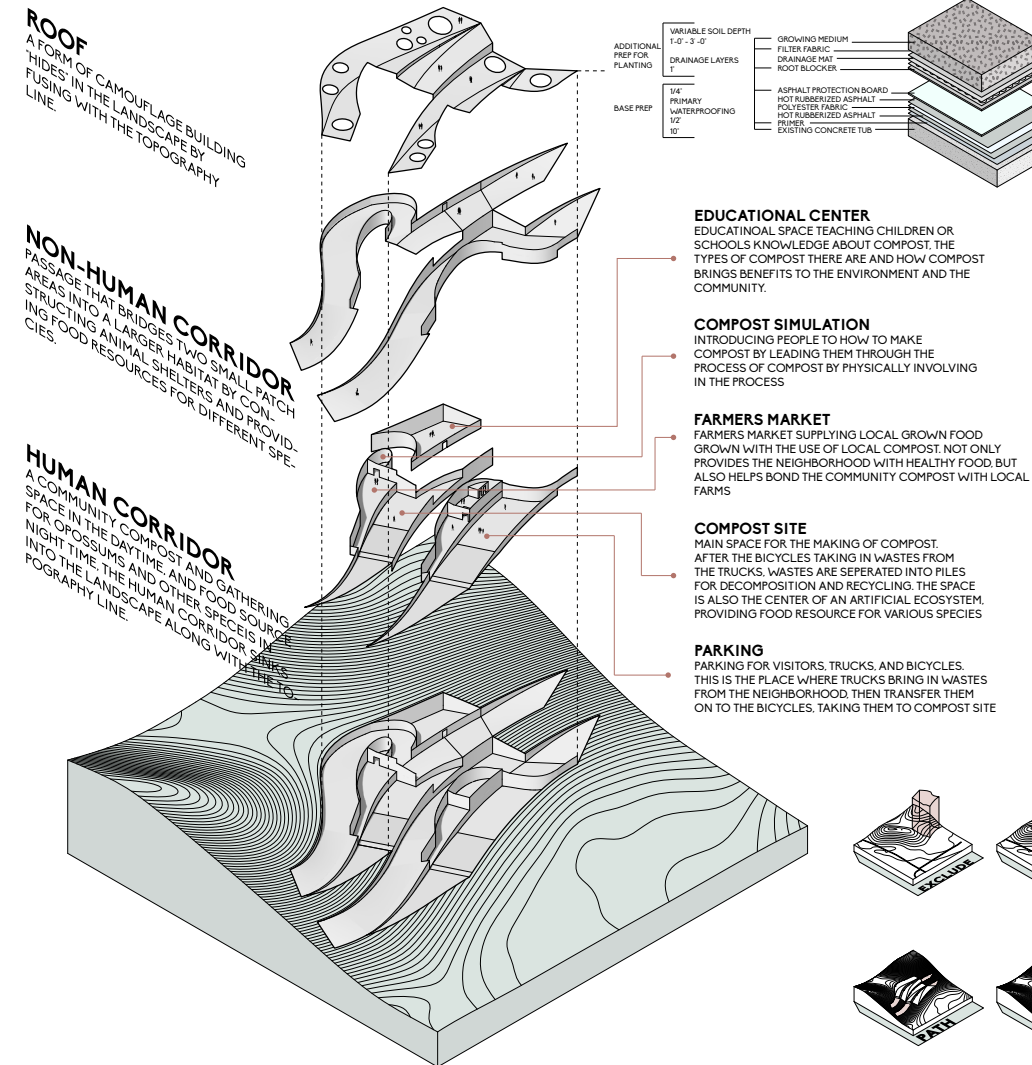 ROOF
A FORM OF CAMOUFLAGE BUILDING
'HIDES' IN THE LANDSCAPE BY
FUSING WITH THE TOPOGRAPHY
LINE.
NON-HUMAN CORRIDOR
PASSAGE THAT BRIDGES TWO SMALL PATCH
AREAS INTO A LARGER HABITAT BY CON-
STRUCTING ANIMAL SHELTERS AND PROVID-
ING FOOD RESOURCES FOR DIFFERENT SPE-
CIES.
HUMAN CORRIDOR
A COMMUNITY COMPOST AND GATHERING
SPACE IN THE DAYTIME, AND FOOD SOURCE
FOR OPOSSUMS AND OTHER SPECEIS IN
NIGHT TIME. THE HUMAN CORRIDOR SINKS
INTO THE LANDSCAPE ALONG WITH THE TO-
POGRAPHY LINE.
ADDITIONAL
PREP FOR
PLANTING
VARIABLE SOIL DEPTH
1'-0' - 3' -0'
DRAINAGE LAYERS
1'
BASE PREP
1/4'
PRIMARY
WATERPROOFING
1/2'
10'
GROWING MEDIUM
FILTER FABRIC
DRAINAGE MAT
ROOT BLOCKER
ASPHALT PROTECTION BOARD
HOT RUBBERIZED ASPHALT
POLYESTER FABRIC
HOT RUBBERIZED ASPHALT
PRIMER
EXISTING CONCRETE TUB
EDUCATIONAL CENTER
EDUCATINOAL SPACE TEACHING CHILDREN OR
SCHOOLS KNOWLEDGE ABOUT COMPOST, THE
TYPES OF COMPOST THERE ARE AND HOW COMPOST
BRINGS BENEFITS TO THE ENVIRONMENT AND THE
COMMUNITY.
COMPOST SIMULATION
INTRODUCING PEOPLE TO HOW TO MAKE
COMPOST BY LEADING THEM THROUGH THE
PROCESS OF COMPOST BY PHYSICALLY INVOLVING
IN THE PROCESS
FARMERS MARKET
FARMERS MARKET SUPPLYING LOCAL GROWN FOOD
GROWN WITH THE USE OF LOCAL COMPOST. NOT ONLY
PROVIDES THE NEIGHBORHOOD WITH HEALTHY FOOD, BUT
ALSO HELPS BOND THE COMMUNITY COMPOST WITH LOCAL
FARMS
COMPOST SITE
MAIN SPACE FOR THE MAKING OF COMPOST.
AFTER THE BICYCLES TAKING IN WASTES FROM
THE TRUCKS, WASTES ARE SEPERATED INTO PILES
FOR DECOMPOSITION AND RECYCLING. THE SPACE
IS ALSO THE CENTER OF AN ARTIFICIAL ECOSYSTEM,
PROVIDING FOOD RESOURCE FOR VARIOUS SPECIES
PARKING
PARKING FOR VISITORS, TRUCKS, AND BICYCLES.
THIS IS THE PLACE WHERE TRUCKS BRING IN WASTES
FROM THE NEIGHBORHOOD, THEN TRANSFER THEM
ON TO THE BICYCLES, TAKING THEM TO COMPOST SITE
EXCLUDE
PATH